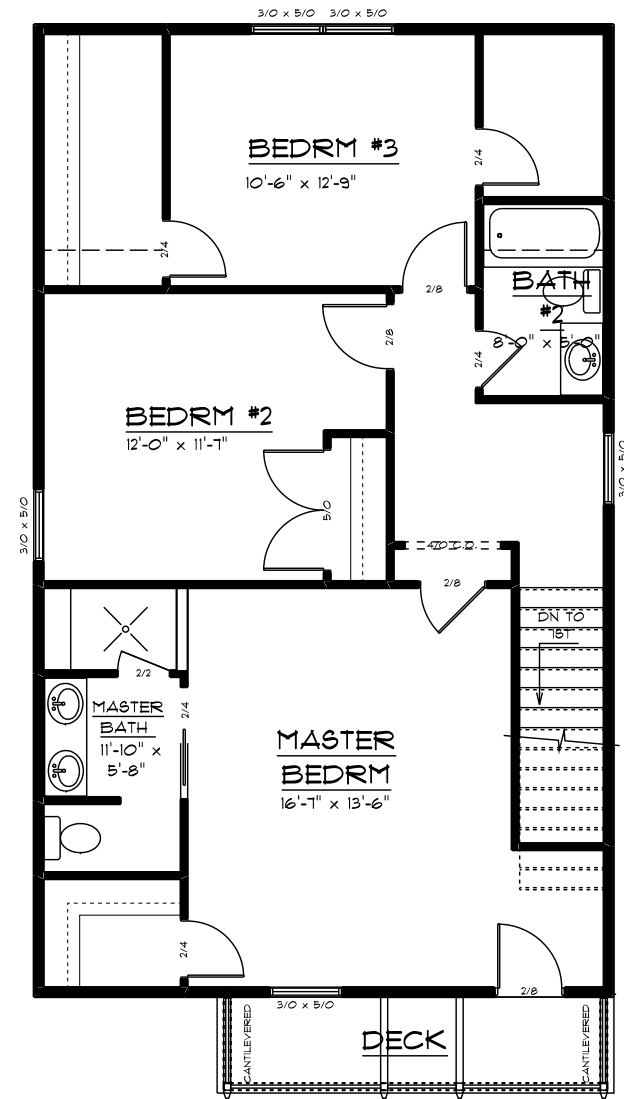 3/0 x 5/0 3/0 x 5/0
BEDRM #3
10'-6" x 12'-9"
2/4
2/4
2/8
BATH
#2
8'-0" x 5'-0"
2/8
2/4
BEDRM #2
12'-0" x 11'-7"
3/0 x 5/0
3/0 x 5/0
5/0
4/0 C.O.
2/8
DN TO
1ST
2/2
2/4
MASTER
BATH
11'-10" x
5'-8"
MASTER
BEDRM
16'-7" x 13'-6"
2/4
2/8
3/0 x 5/0
CANTILEVERED
DECK
CANTILEVERED